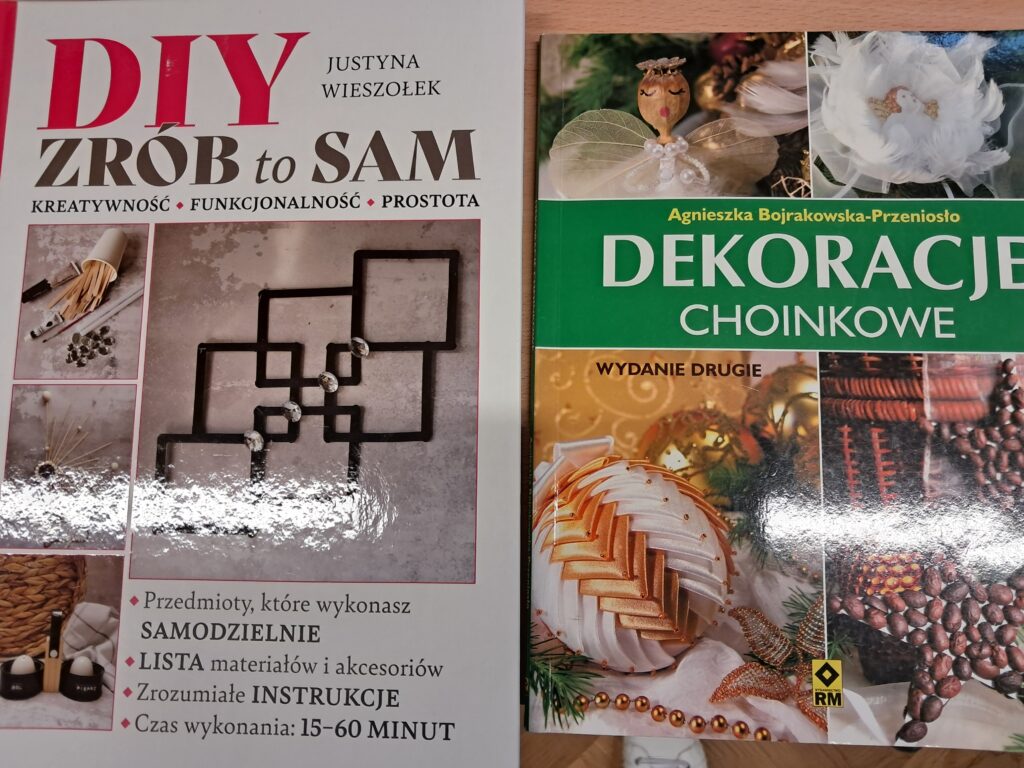 DIY
JUSTYNA
WIESZOŁEK
ZRÓB to SAM
KREATYWNOŚĆ • FUNKCJONALNOŚĆ • PROSTOTA
Przedmioty, które wykonasz
SAMODZIELNIE
LISTA materiałów i akcesoriów
Zrozumiałe INSTRUKCJE
Czas wykonania: 15–60 MINUT
Agnieszka Bojrakowska-Przeniosło
DEKORACJE
CHOINKOWE
WYDANIE DRUGIE
RM